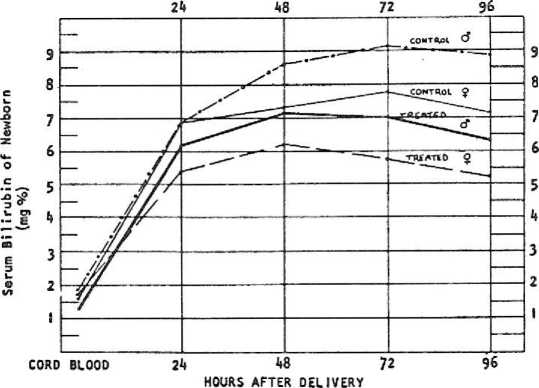 24 48 72 96
Serum Bilirubin of Newborn
(mg %)
9 9
8 8
7 7
6 6
5 5
4 4
3 3
2 2
1 1
CONTROL ♂
CONTROL ♀
TREATED ♂
TREATED ♀
CORD BLOOD 24 48 72 96
HOURS AFTER DELIVERY